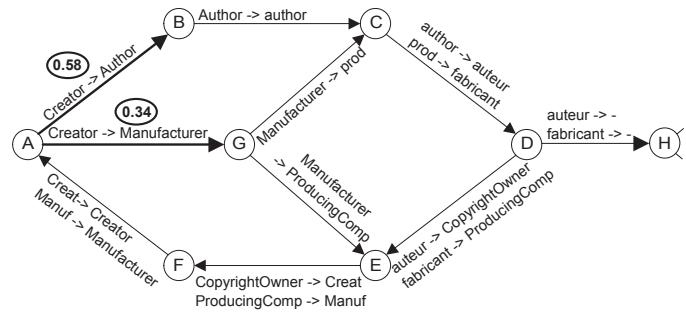 B
Author -> author
C
0.58
Creator -> Author
author -> auteur
prod -> fabricant
Manufacturer -> prod
0.34
Creator -> Manufacturer
A
G
D
auteur -> -
fabricant -> -
H
Manufacturer
-> ProducingComp
Creat-> Creator
Manuf -> Manufacturer
auteur -> CopyrightOwner
fabricant -> ProducingComp
F
E
CopyrightOwner -> Creat
ProducingComp -> Manuf